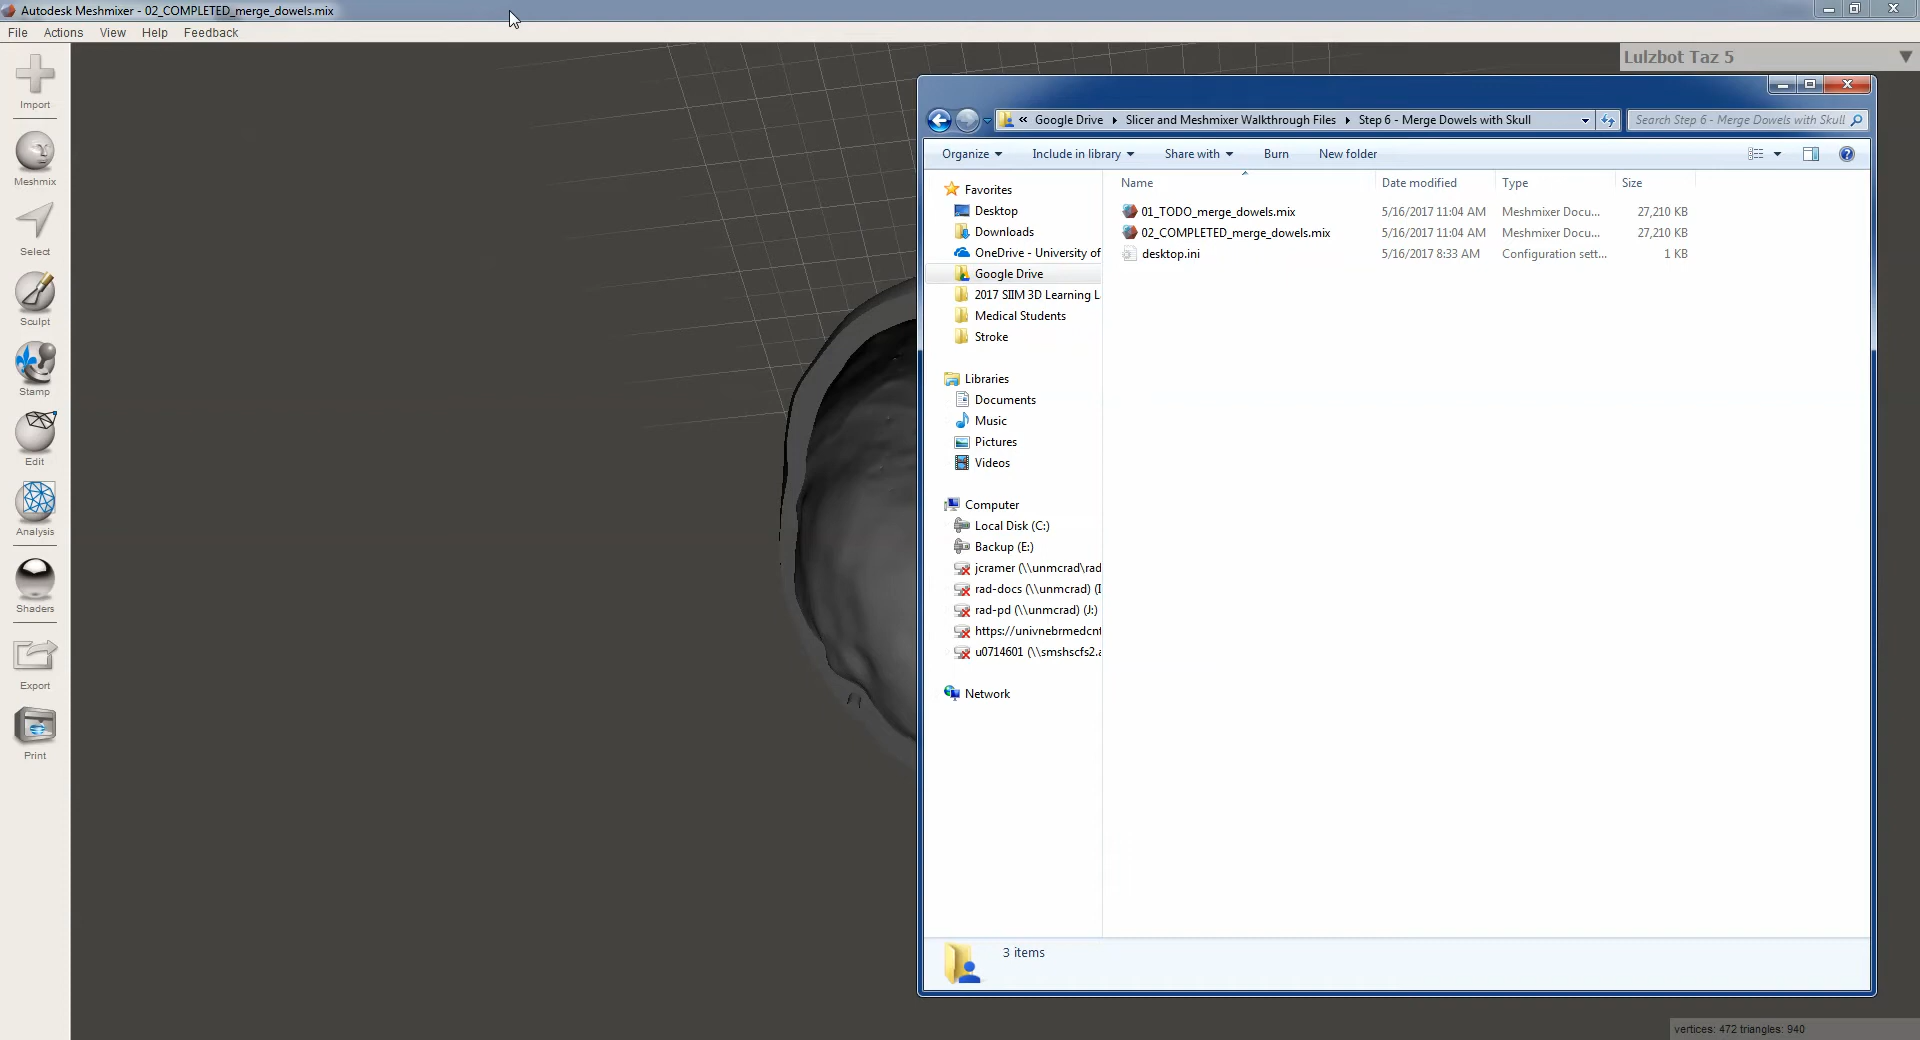 Autodesk Meshmixer - 02_COMPLETED_merge_dowels.mix
File Actions View Help Feedback
Import
Meshmix
Select
Sculpt
Stamp
Edit
Analysis
Shaders
Export
Print
Lulzbot Taz 5
« Google Drive Slicer and Meshmixer Walkthrough Files Step 6 - Merge Dowels with Skull
Search Step 6 - Merge Dowels with Skull
Organize Include in library Share with Burn New folder
Favorites
Desktop
Downloads
OneDrive - University of
Google Drive
2017 SIIM 3D Learning L
Medical Students
Stroke
Libraries
Documents
Music
Pictures
Videos
Computer
Local Disk (C:)
Backup (E:)
jcramer (\\unmcrad\rad
rad-docs (\\unmcrad) (I
rad-pd (\\unmcrad) (J:)
https://univnebrmedcnt
u0714601 (\\smshscfs2.a
Network
Name Date modified Type Size
01_TODO_merge_dowels.mix 5/16/2017 11:04 AM Meshmixer Docu... 27,210 KB
02_COMPLETED_merge_dowels.mix 5/16/2017 11:04 AM Meshmixer Docu... 27,210 KB
desktop.ini 5/16/2017 8:33 AM Configuration sett... 1 KB
3 items
vertices: 472 triangles: 940